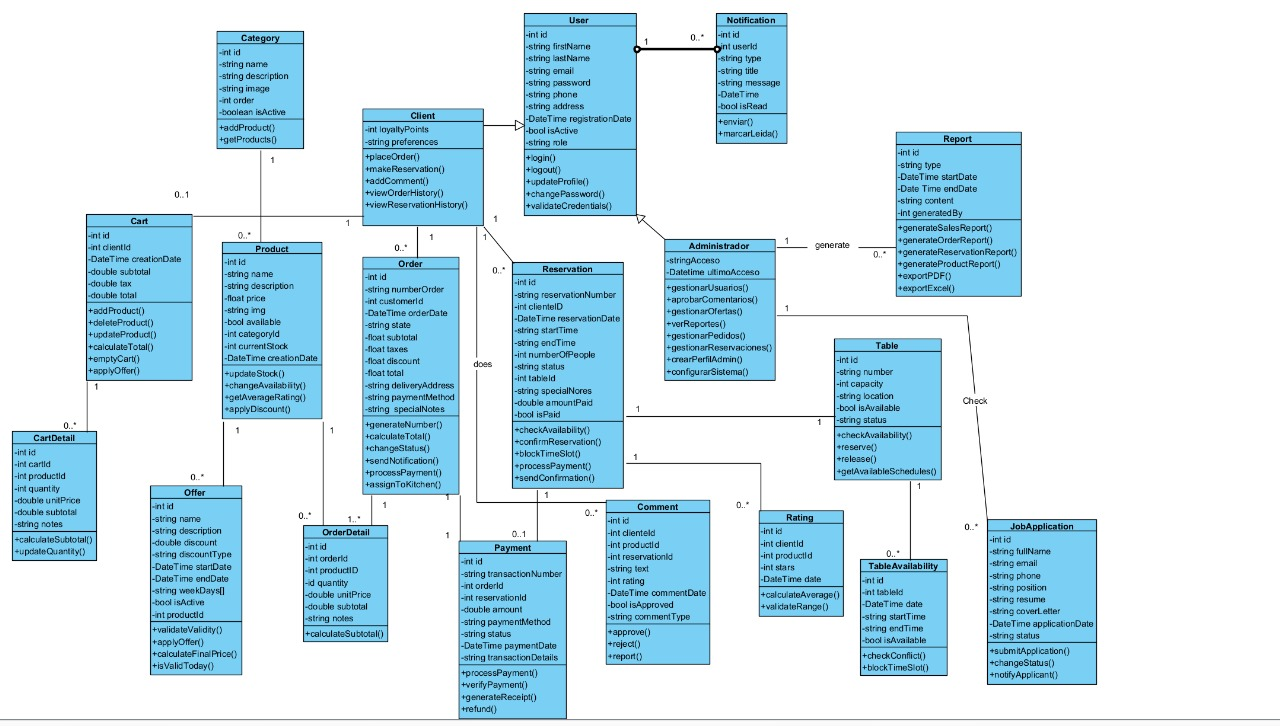 User
-int id
-string firstName
-string lastName
-string email
-string password
-string phone
-string address
-DateTime registrationDate
-bool isActive
-string role
+login()
+logout()
+updateProfile()
+changePassword()
+validateCredentials()
1
0..*
Notification
-int id
-int userId
-string type
-string title
-string message
-DateTime
-bool isRead
+enviar()
+marcarLeida()
Category
-int id
-string name
-string description
-string image
-int order
-boolean isActive
+addProduct()
+getProducts()
1
0..*
Client
-int loyaltyPoints
-string preferences
+placeOrder()
+makeReservation()
+addComment()
+viewOrderHistory()
+viewReservationHistory()
0..1
1
1
0..*
1
1
0..*
does
Report
-int id
-string type
-DateTime startDate
-Date Time endDate
-string content
-int generatedBy
+generateSalesReport()
+generateOrderReport()
+generateReservationReport()
+generateProductReport()
+exportPDF()
+exportExcel()
Administrador
-stringAcceso
-Datetime ultimoAcceso
+gestionarUsuarios()
+aprobarComentarios()
+gestionarOfertas()
+verReportes()
+gestionarPedidos()
+gestionarReservaciones()
+crearPerfilAdmin()
+configurarSistema()
1
generate
0..*
1
Check
0..*
Cart
-int id
-int clientId
-DateTime creationDate
-double subtotal
-double tax
-double total
+addProduct()
+deleteProduct()
+updateProduct()
+calculateTotal()
+emptyCart()
+applyOffer()
1
0..*
Product
-int id
-string name
-string description
-float price
-string img
-bool available
-int categoryId
-int currentStock
-DateTime creationDate
+updateStock()
+changeAvailability()
+getAverageRating()
+applyDiscount()
1
0..*
1
0..*
Order
-int id
-string numberOrder
-int customerId
-DateTime orderDate
-string state
-float subtotal
-float taxes
-float discount
-float total
-string deliveryAddress
-string paymentMethod
-string  specialNotes
+generateNumber()
+calculateTotal()
+changeStatus()
+sendNotification()
+processPayment()
+assignToKitchen()
1
1..*
1
1
Reservation
-int id
-string reservationNumber
-int clienteID
-DateTime reservationDate
-string startTime
-string endTime
-int numberOfPeople
-string status
-int tableId
-string specialNores
-double amountPaid
-bool isPaid
+checkAvailability()
+confirmReservation()
+blockTimeSlot()
+processPayment()
+sendConfirmation()
1
1
1
0..*
1
0..1
0..*
Table
-int id
-string number
-int capacity
-string location
-bool isAvailable
-string status
+checkAvailability()
+reserve()
+release()
+getAvailableSchedules()
1
0..*
CartDetail
-int id
-int cartId
-int productId
-int quantity
-double unitPrice
-double subtotal
-string notes
+calculateSubtotal()
+updateQuantity()
Offer
-int id
-string name
-string description
-double discount
-string discountType
-DateTime startDate
-DateTime endDate
-string weekDays[]
-bool isActive
-int productId
+validateValidity()
+applyOffer()
+calculateFinalPrice()
+isValidToday()
OrderDetail
-int id
-int orderId
-int productID
-id quantity
-double unitPrice
-double subtotal
-string notes
+calculateSubtotal()
Payment
-int id
-string transactionNumber
-int orderId
-int reservationId
-double amount
-string paymentMethod
-string status
-DateTime paymentDate
-string transactionDetails
+processPayment()
+verifyPayment()
+generateReceipt()
+refund()
Comment
-int id
-int clienteId
-int productId
-int reservationId
-string text
-int rating
-DateTime commentDate
-bool isApproved
-string commentType
+approve()
+reject()
+report()
Rating
-int id
-int clientId
-int productId
-int stars
-DateTime date
+calculateAverage()
+validateRange()
TableAvailability
-int id
-int tableId
-DateTime date
-string startTime
-string endTime
-bool isAvailable
+checkConflict()
+blockTimeSlot()
JobApplication
-int id
-string fullName
-string email
-string phone
-string position
-string resume
-string coverLetter
-DateTime applicationDate
-string status
+submitApplication()
+changeStatus()
+notifyApplicant()